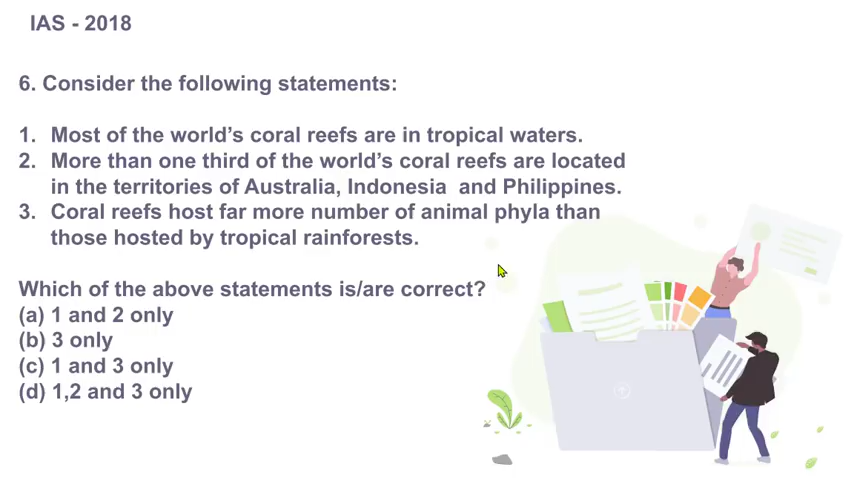 IAS - 2018
6. Consider the following statements:
1. Most of the world's coral reefs are in tropical waters.
2. More than one third of the world's coral reefs are located
in the territories of Australia, Indonesia and Philippines.
3. Coral reefs host far more number of animal phyla than
those hosted by tropical rainforests.
Which of the above statements is/are correct?
(a) 1 and 2 only
(b) 3 only
(c) 1 and 3 only
(d) 1,2 and 3 only